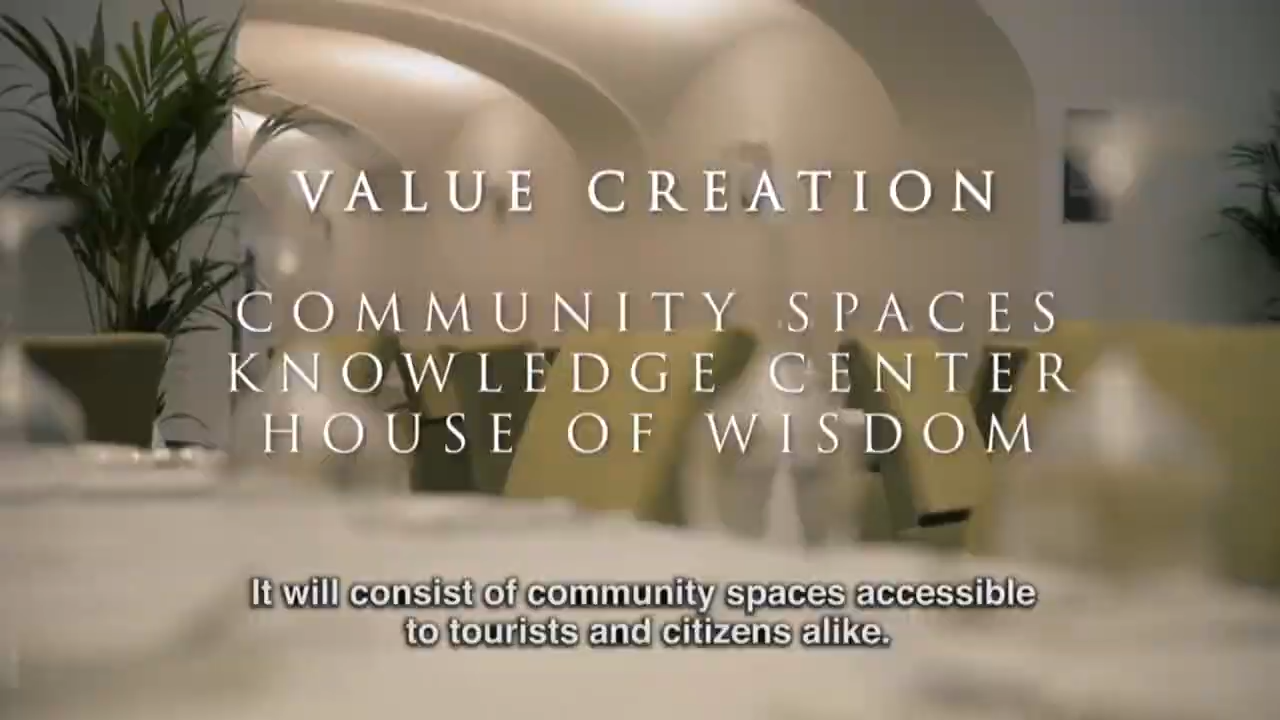 VALUE CREATION
COMMUNITY SPACES
KNOWLEDGE CENTER
HOUSE OF WISDOM
It will consist of community spaces accessible
to tourists and citizens alike.